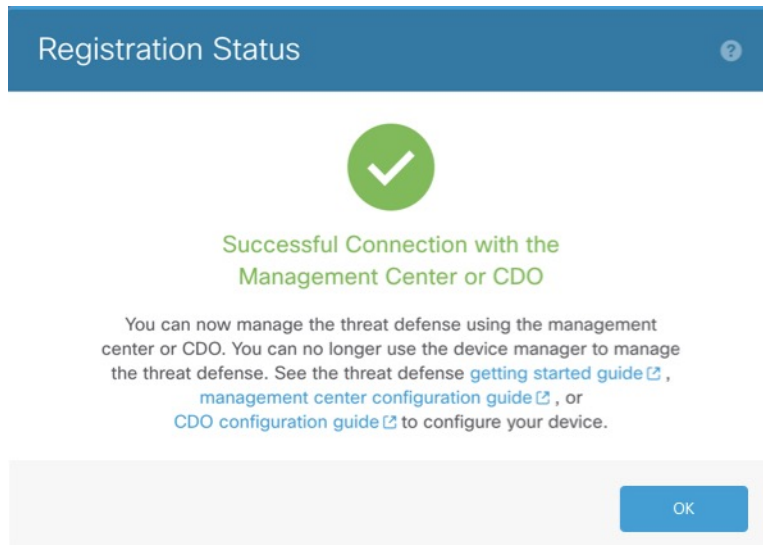 Registration Status
Successful Connection with the
Management Center or CDO
You can now manage the threat defense using the management
center or CDO. You can no longer use the device manager to manage
the threat defense. See the threat defense getting started guide ,
management center configuration guide , or
CDO configuration guide to configure your device.
OK